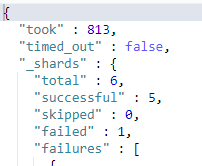 {
"took" : 813,
"timed_out" : false,
"_shards" : {
"total" : 6,
"successful" : 5,
"skipped" : 0,
"failed" : 1,
"failures" : [
{